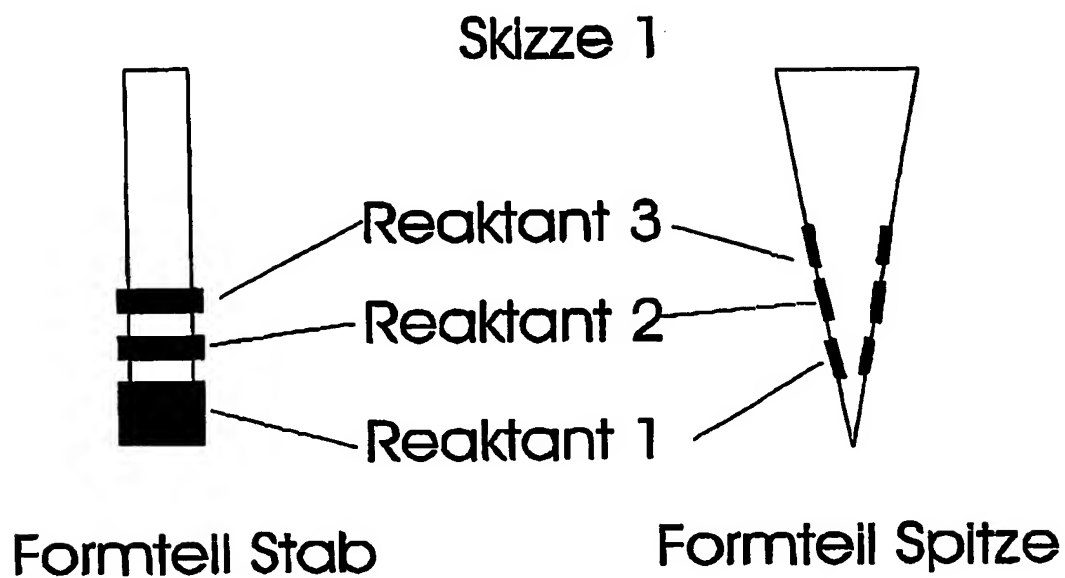 Skizze 1
Reaktant 3
Reaktant 2
Reaktant 1
Formteil Stab
Formteil Spitze